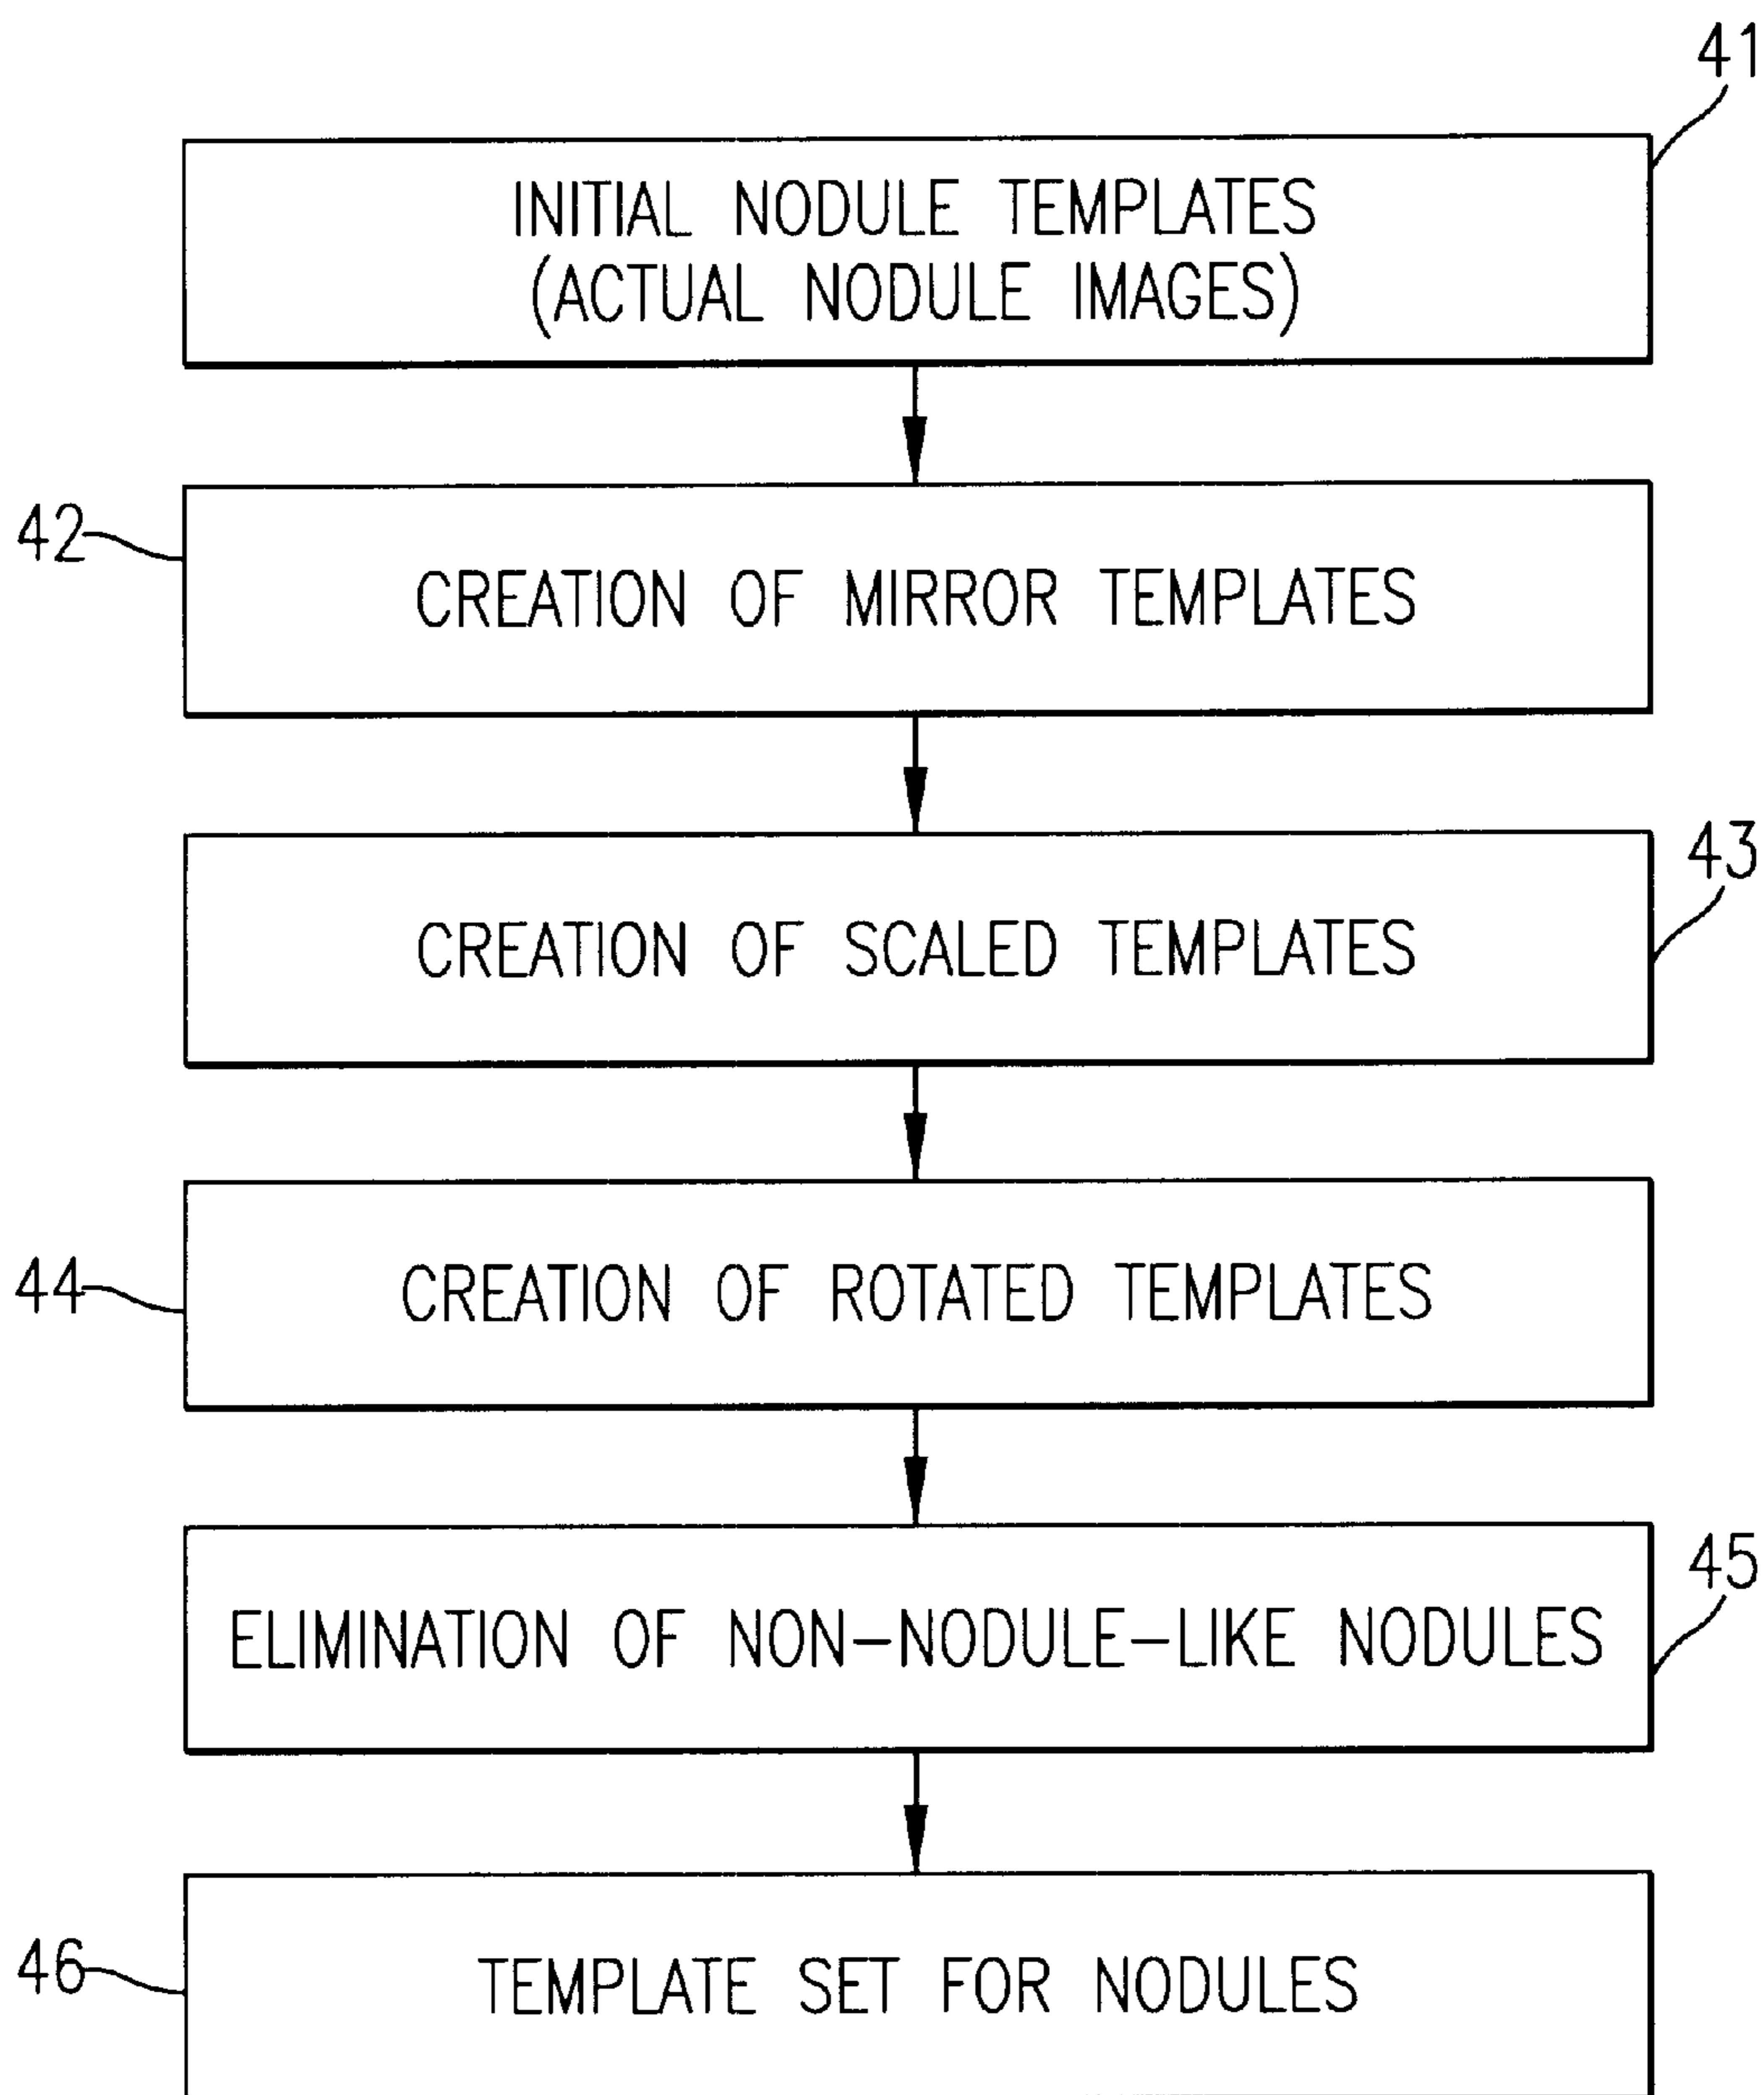 41
INITIAL NODULE TEMPLATES
(ACTUAL NODULE IMAGES)
42
CREATION OF MIRROR TEMPLATES
43
CREATION OF SCALED TEMPLATES
44
CREATION OF ROTATED TEMPLATES
45
ELIMINATION OF NON-NODULE-LIKE NODULES
46
TEMPLATE SET FOR NODULES